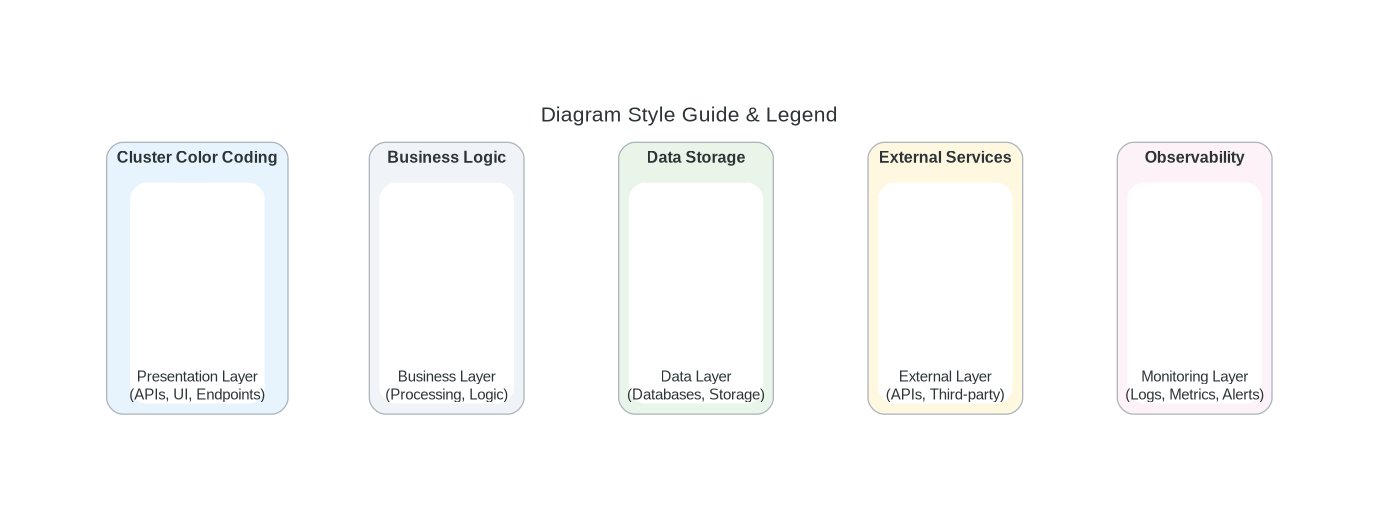 Diagram Style Guide & Legend
Cluster Color Coding
Presentation Layer
(APIs, UI, Endpoints)
Business Logic
Business Layer
(Processing, Logic)
Data Storage
Data Layer
(Databases, Storage)
External Services
External Layer
(APIs, Third-party)
Observability
Monitoring Layer
(Logs, Metrics, Alerts)